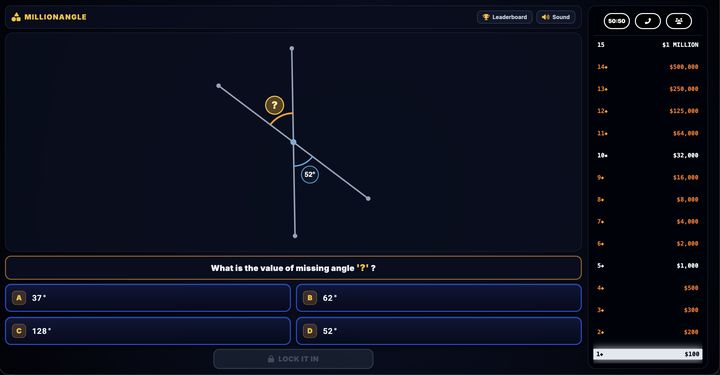 MILLIONANGLE
Leaderboard
Sound
?
52°
What is the value of missing angle '?' ?
A 37°
B 62°
C 128°
D 52°
LOCK IT IN
50:50
15 $1 MILLION
14♦ $500,000
13♦ $250,000
12♦ $125,000
11♦ $64,000
10♦ $32,000
9♦ $16,000
8♦ $8,000
7♦ $4,000
6♦ $2,000
5♦ $1,000
4♦ $500
3♦ $300
2♦ $200
1♦ $100